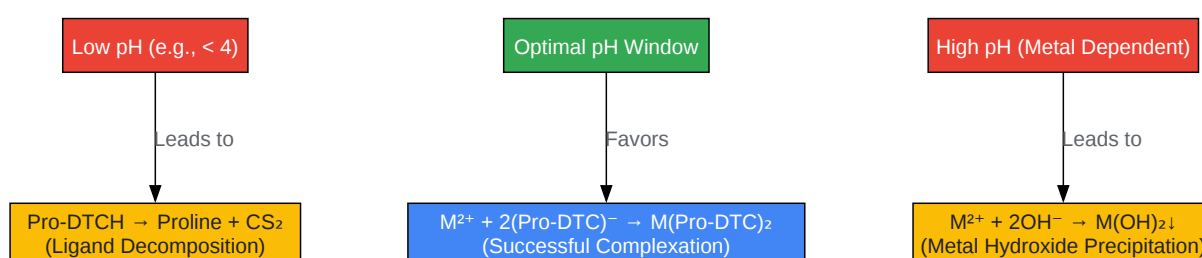 Low pH (e.g., < 4)
Optimal pH Window
High pH (Metal Dependent)
Leads to
Favors
Leads to
Pro-DTCH → Proline + CS₂
(Ligand Decomposition)
M²⁺ + 2(Pro-DTC)⁻ → M(Pro-DTC)₂
(Successful Complexation)
M²⁺ + 2OH⁻ → M(OH)₂↓
(Metal Hydroxide Precipitation)